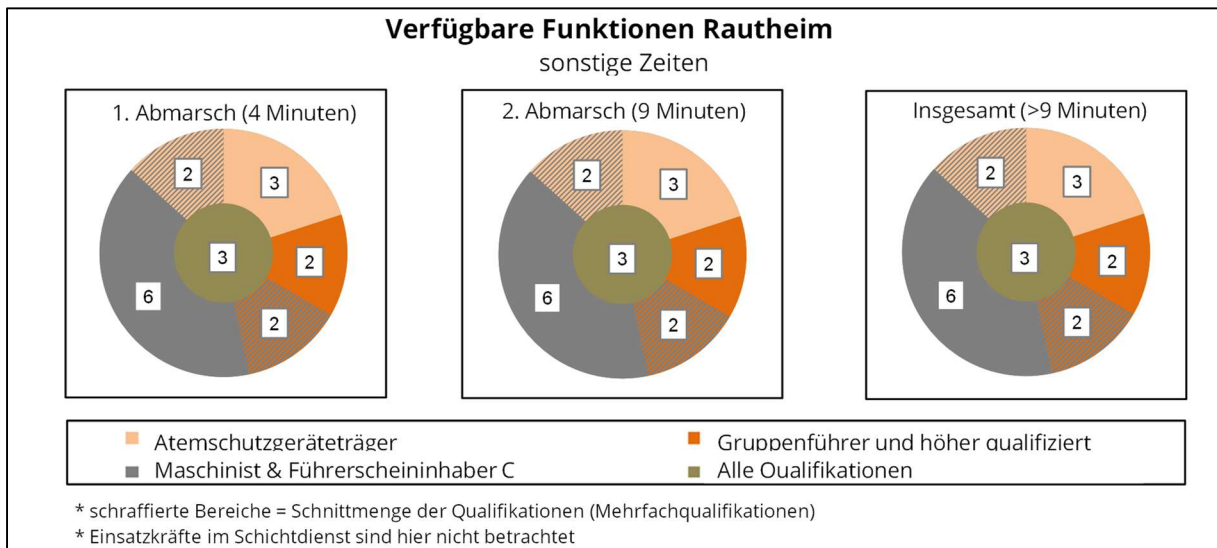 Verfügbare Funktionen Rautheim
sonstige Zeiten
1. Abmarsch (4 Minuten)
2
3
3
2
6
2
2. Abmarsch (9 Minuten)
2
3
3
2
6
2
Insgesamt (>9 Minuten)
2
3
3
2
6
2
Atemschutzgeräteträger
Gruppenführer und höher qualifiziert
Maschinist & Führerscheininhaber C
Alle Qualifikationen
* schraffierte Bereiche = Schnittmenge der Qualifikationen (Mehrfachqualifikationen)
* Einsatzkräfte im Schichtdienst sind hier nicht betrachtet